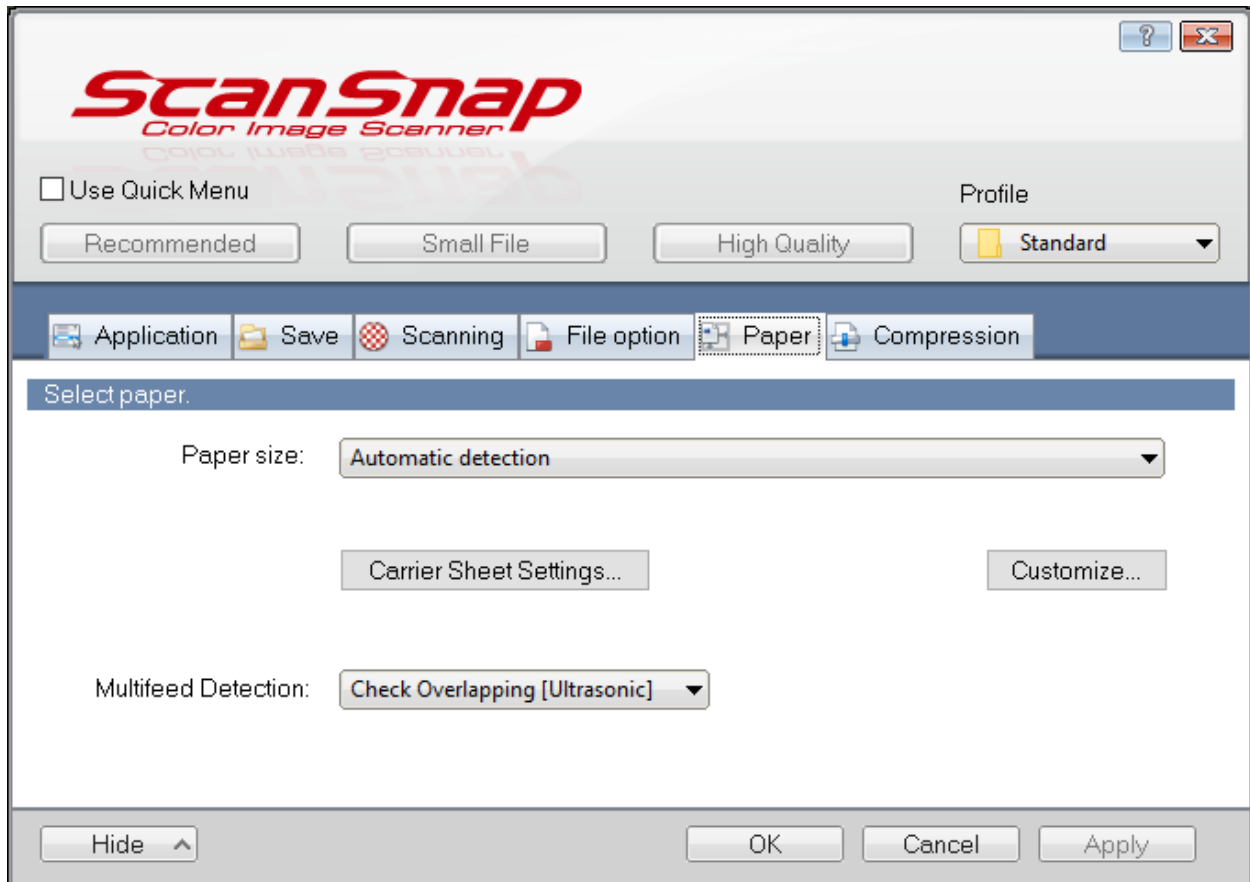 ScanSnap
Color Image Scanner
Use Quick Menu
Profile
Recommended
Small File
High Quality
Standard
Application
Save
Scanning
File option
Paper
Compression
Select paper.
Paper size:
Automatic detection
Carrier Sheet Settings...
Customize...
Multifeed Detection:
Check Overlapping [Ultrasonic]
Hide
OK
Cancel
Apply